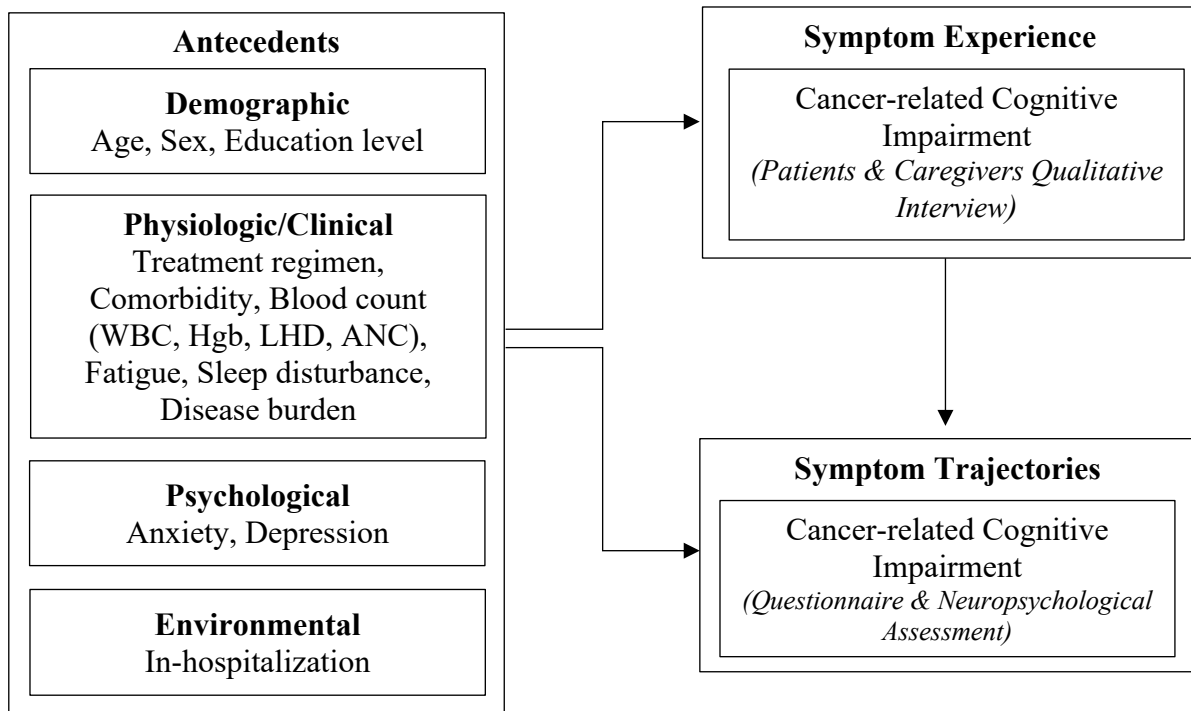 Antecedents
Demographic
Age, Sex, Education level
Physiologic/Clinical
Treatment regimen,
Comorbidity, Blood count
(WBC, Hgb, LHD, ANC),
Fatigue, Sleep disturbance,
Disease burden
Psychological
Anxiety, Depression
Environmental
In-hospitalization
Symptom Experience
Cancer-related Cognitive
Impairment
(Patients & Caregivers Qualitative
Interview)
Symptom Trajectories
Cancer-related Cognitive
Impairment
(Questionnaire & Neuropsychological
Assessment)